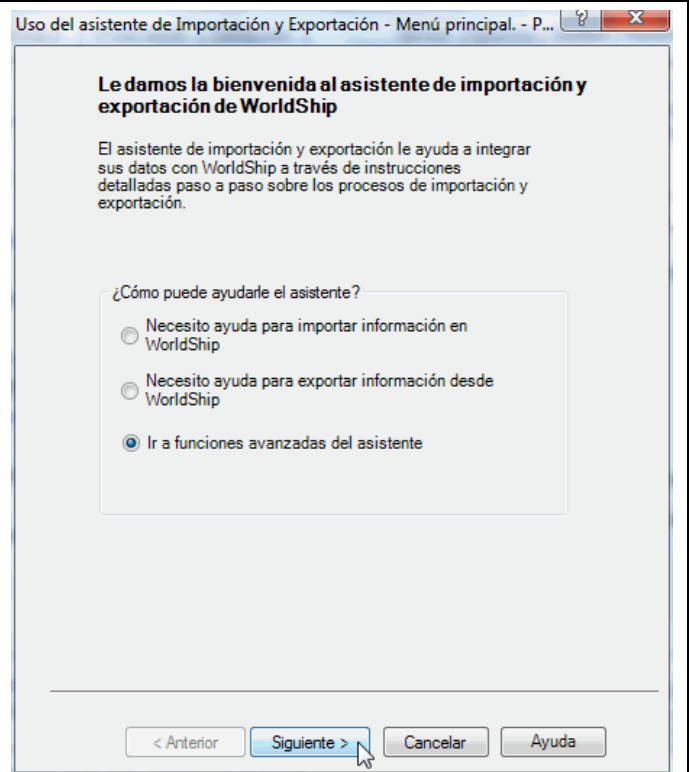 Uso del asistente de Importación y Exportación - Menú principal. - P...
Le damos la bienvenida al asistente de importación y
exportación de WorldShip
El asistente de importación y exportación le ayuda a integrar
sus datos con WorldShip a través de instrucciones
detalladas paso a paso sobre los procesos de importación y
exportación.
¿Cómo puede ayudarle el asistente?
Necesito ayuda para importar información en
WorldShip
Necesito ayuda para exportar información desde
WorldShip
Ir a funciones avanzadas del asistente
< Anterior Siguiente > Cancelar Ayuda